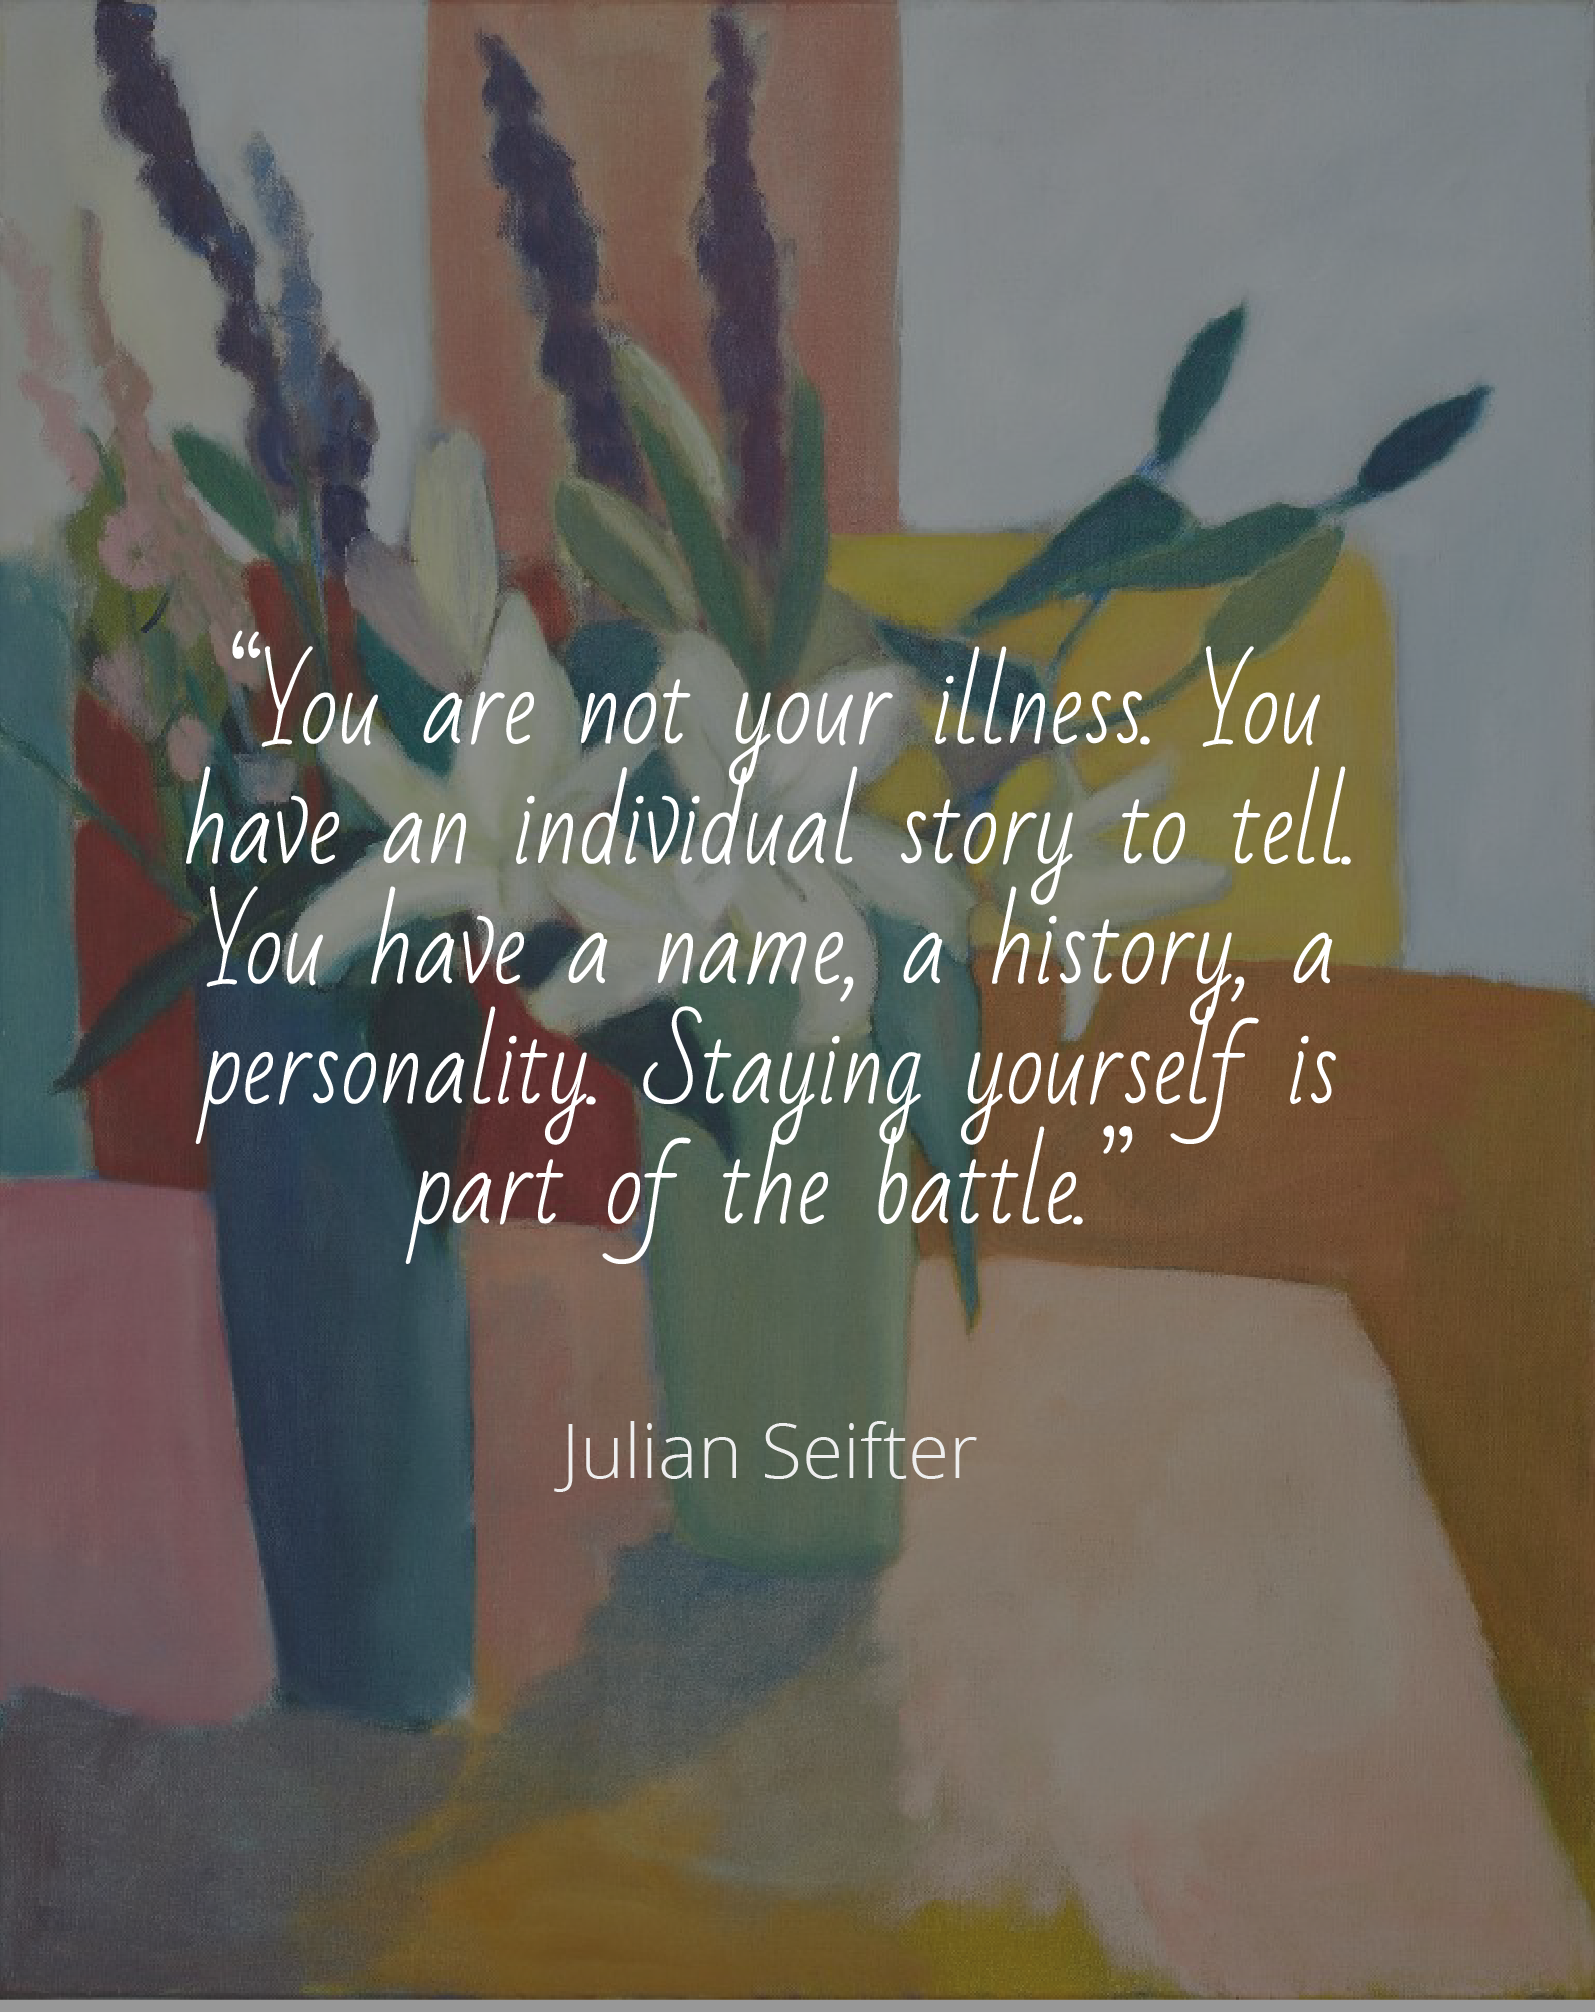 “You are not your illness. You
have an individual story to tell.
You have a name, a history, a
personality. Staying yourself is
part of the battle.”
Julian Seifter